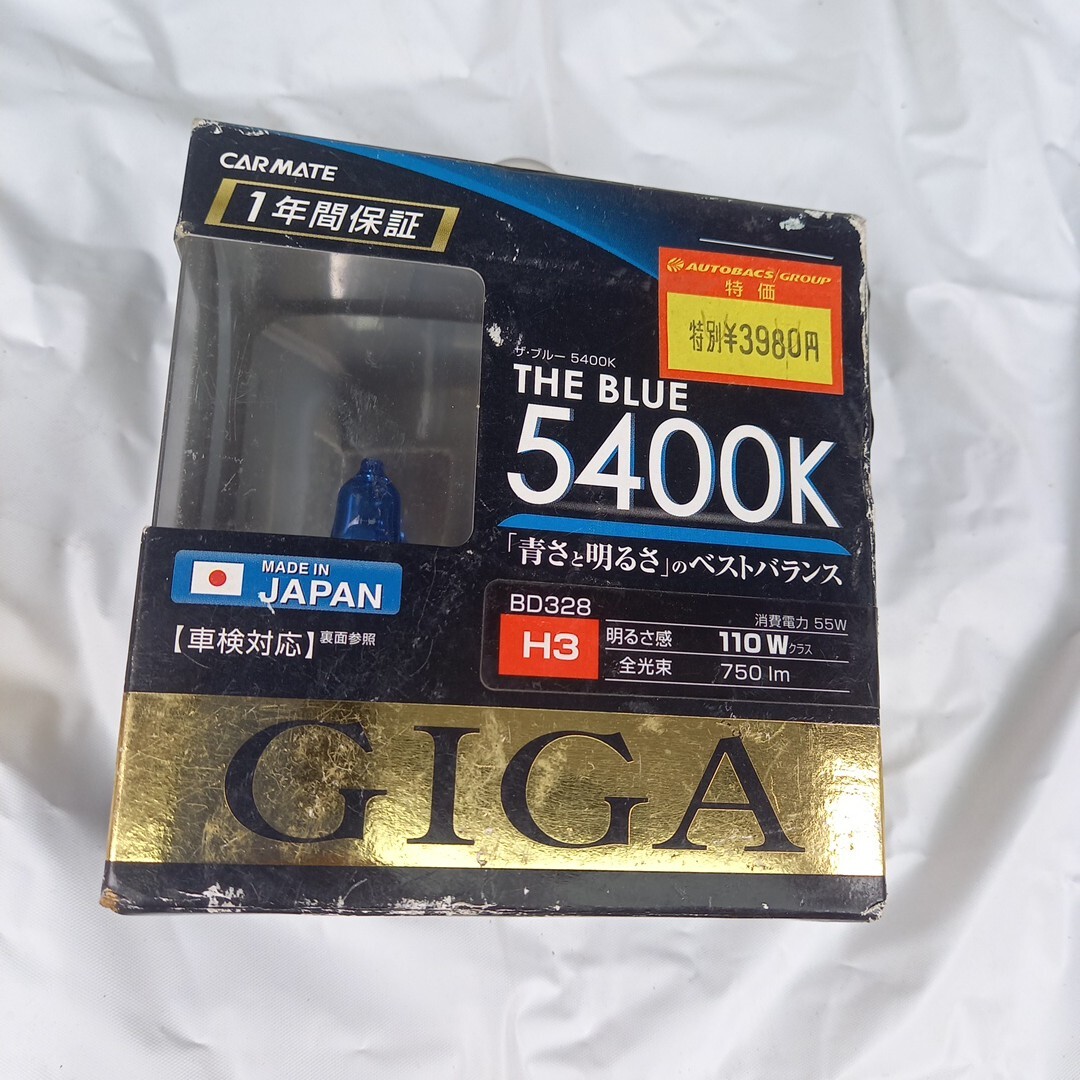 CARMATE
1年間保証
AUTOBACS/GROUP
特価
特別¥3980円
ザ・ブルー 5400K
THE BLUE
5400K
「青さと明るさ」のベストバランス
MADE IN
JAPAN
【車検対応】裏面参照
BD328
消費電力 55W
H3
明るさ感 110Wクラス
全光束 750 lm
GIGA